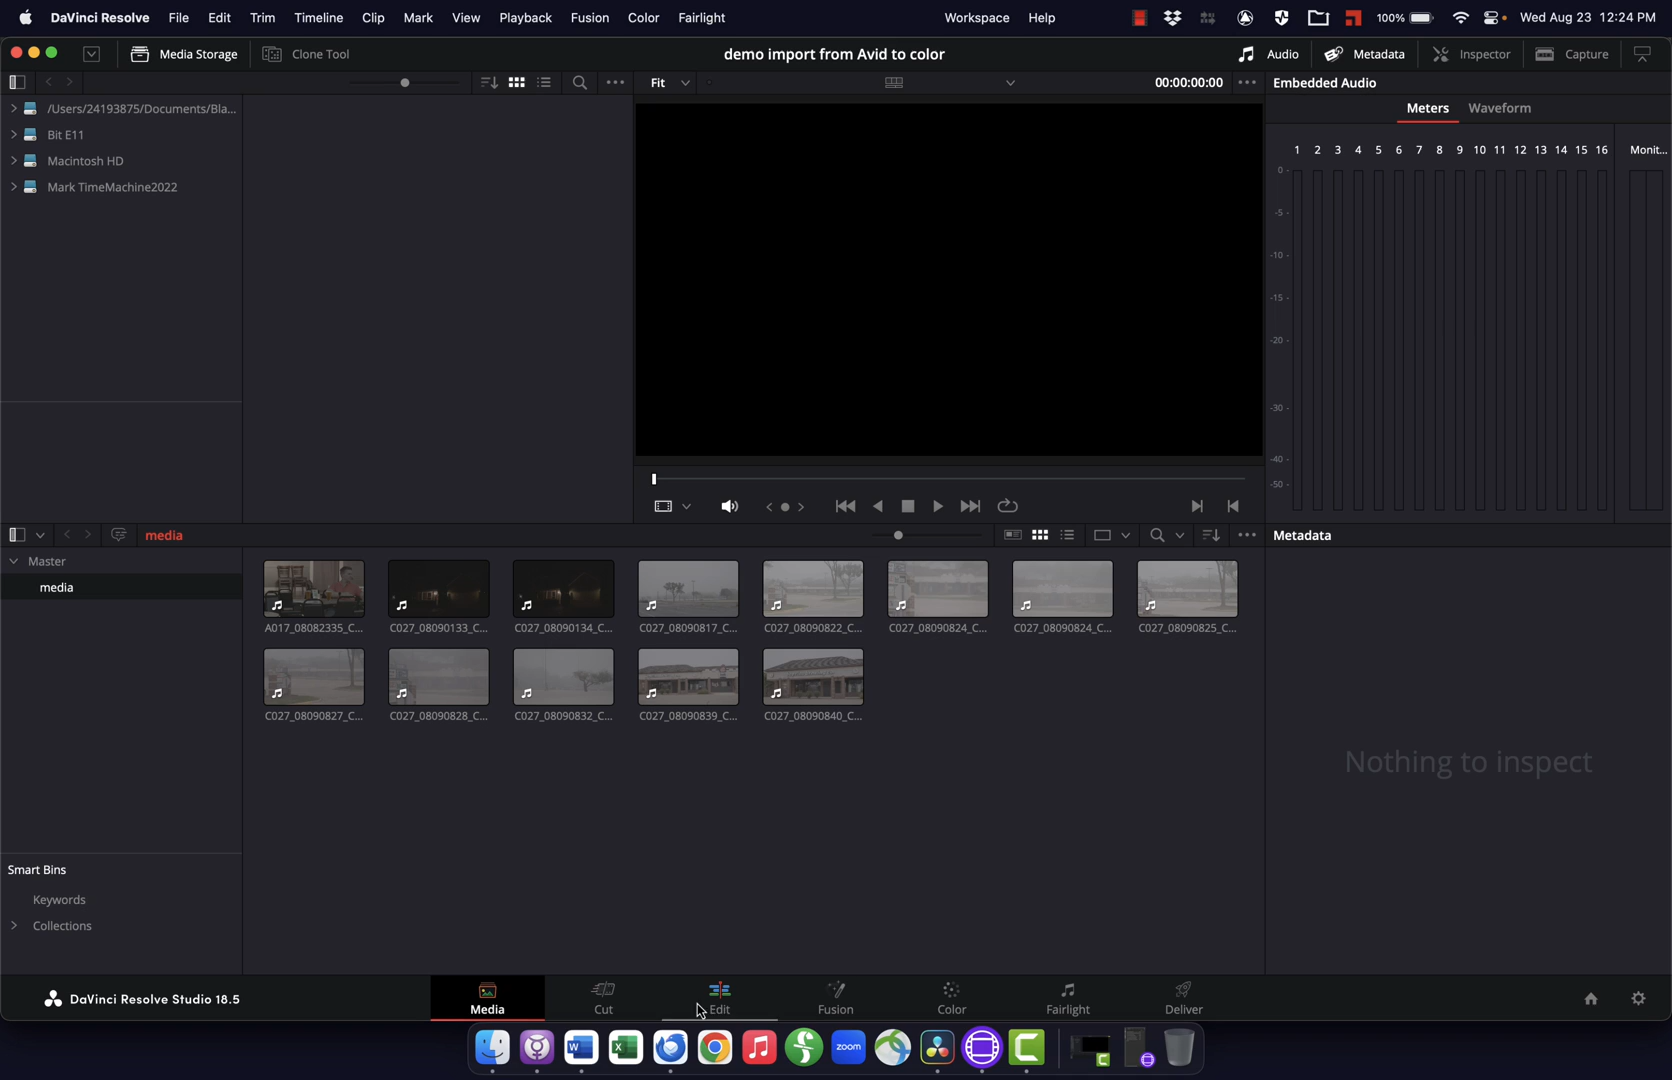 DaVinci Resolve File Edit Trim Timeline Clip Mark View Playback Fusion Color Fairlight Workspace Help 100% Wed Aug 23 12:24 PM
Media Storage Clone Tool demo import from Avid to color Audio Metadata Inspector Capture
Fit 00:00:00:00 Embedded Audio
/Users/24193875/Documents/Bla...
Bit E11
Macintosh HD
Mark TimeMachine2022
Meters Waveform
1 2 3 4 5 6 7 8 9 10 11 12 13 14 15 16 Monit...
0 -
-5 -
-10 -
-15 -
-20 -
-30 -
-40 -
-50 -
media Metadata
Master
media
A017_08082335_C... C027_08090133_C... C027_08090134_C... C027_08090817_C... C027_08090822_C... C027_08090824_C... C027_08090824_C... C027_08090825_C...
C027_08090827_C... C027_08090828_C... C027_08090832_C... C027_08090839_C... C027_08090840_C...
Nothing to inspect
Smart Bins
Keywords
Collections
DaVinci Resolve Studio 18.5
Media Cut Edit Fusion Color Fairlight Deliver
zoom